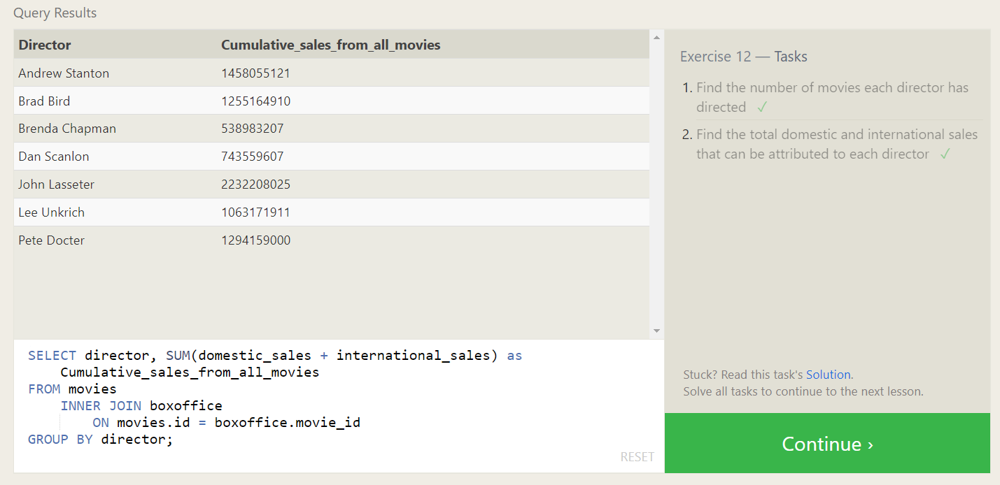 Query Results
Director Cumulative_sales_from_all_movies
Andrew Stanton 1458055121
Brad Bird 1255164910
Brenda Chapman 538983207
Dan Scanlon 743559607
John Lasseter 2232208025
Lee Unkrich 1063171911
Pete Docter 1294159000
SELECT director, SUM(domestic_sales + international_sales) as
Cumulative_sales_from_all_movies
FROM movies
INNER JOIN boxoffice
ON movies.id = boxoffice.movie_id
GROUP BY director;
RESET
Exercise 12 — Tasks
1. Find the number of movies each director has
directed ✓
2. Find the total domestic and international sales
that can be attributed to each director ✓
Stuck? Read this task's Solution.
Solve all tasks to continue to the next lesson.
Continue ›